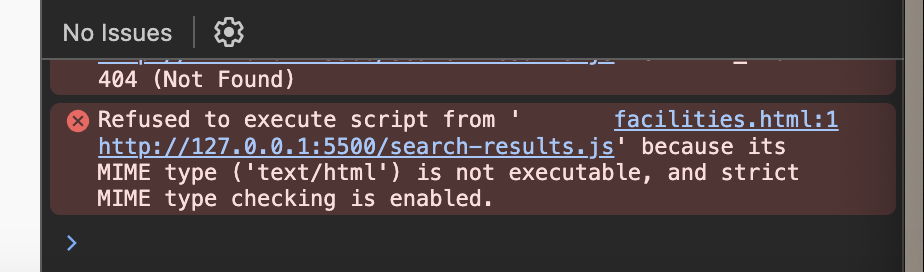 No Issues
404 (Not Found)
Refused to execute script from ' facilities.html:1
http://127.0.0.1:5500/search-results.js' because its
MIME type ('text/html') is not executable, and strict
MIME type checking is enabled.